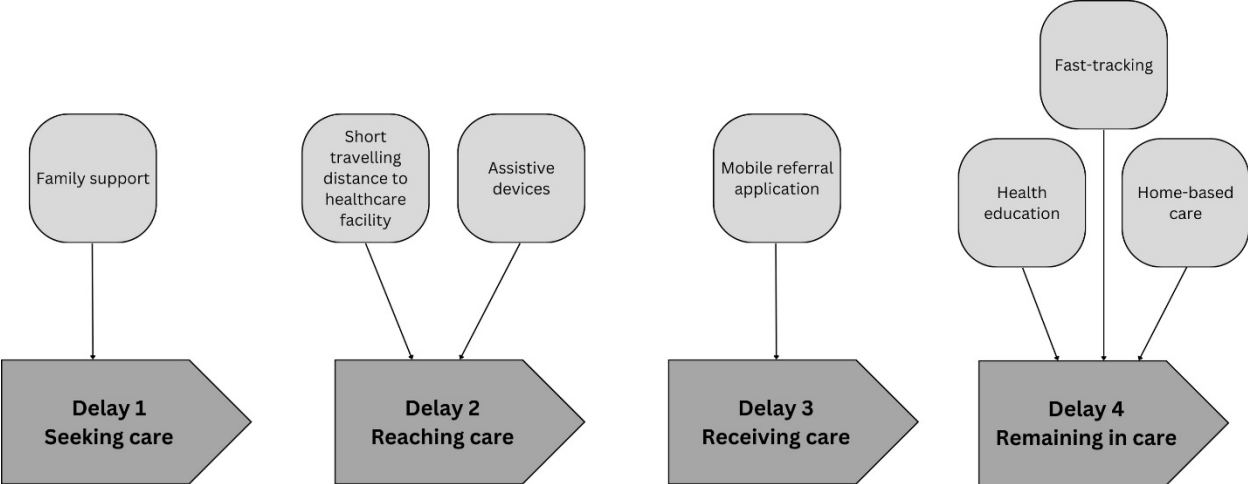 Family support
Short
travelling
distance to
healthcare
facility
Assistive
devices
Mobile referral
application
Fast-tracking
Health
education
Home-based
care
Delay 1
Seeking care
Delay 2
Reaching care
Delay 3
Receiving care
Delay 4
Remaining in care